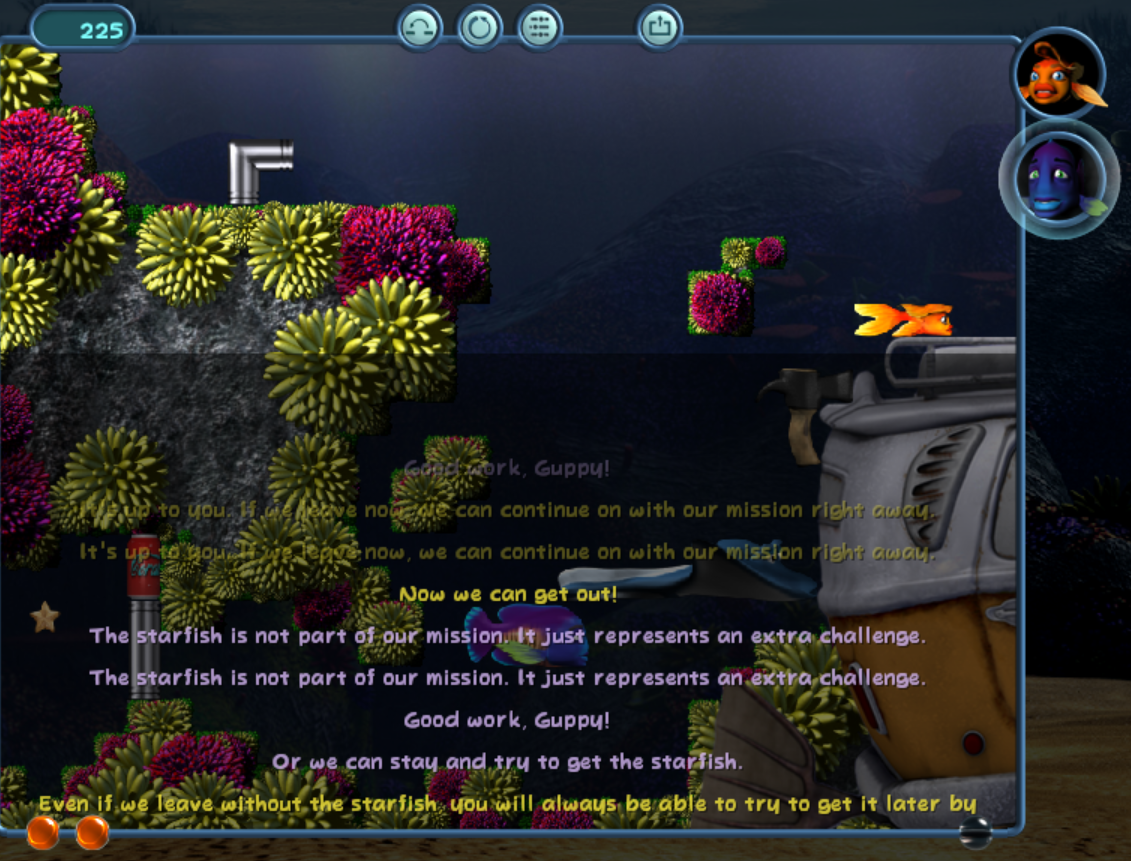 225
Good work, Guppy!
It's up to you. If we leave now, we can continue on with our mission right away.
It's up to you. If we leave now, we can continue on with our mission right away.
Now we can get out!
The starfish is not part of our mission. It just represents an extra challenge.
The starfish is not part of our mission. It just represents an extra challenge.
Good work, Guppy!
Or we can stay and try to get the starfish.
Even if we leave without the starfish, you will always be able to try to get it later by